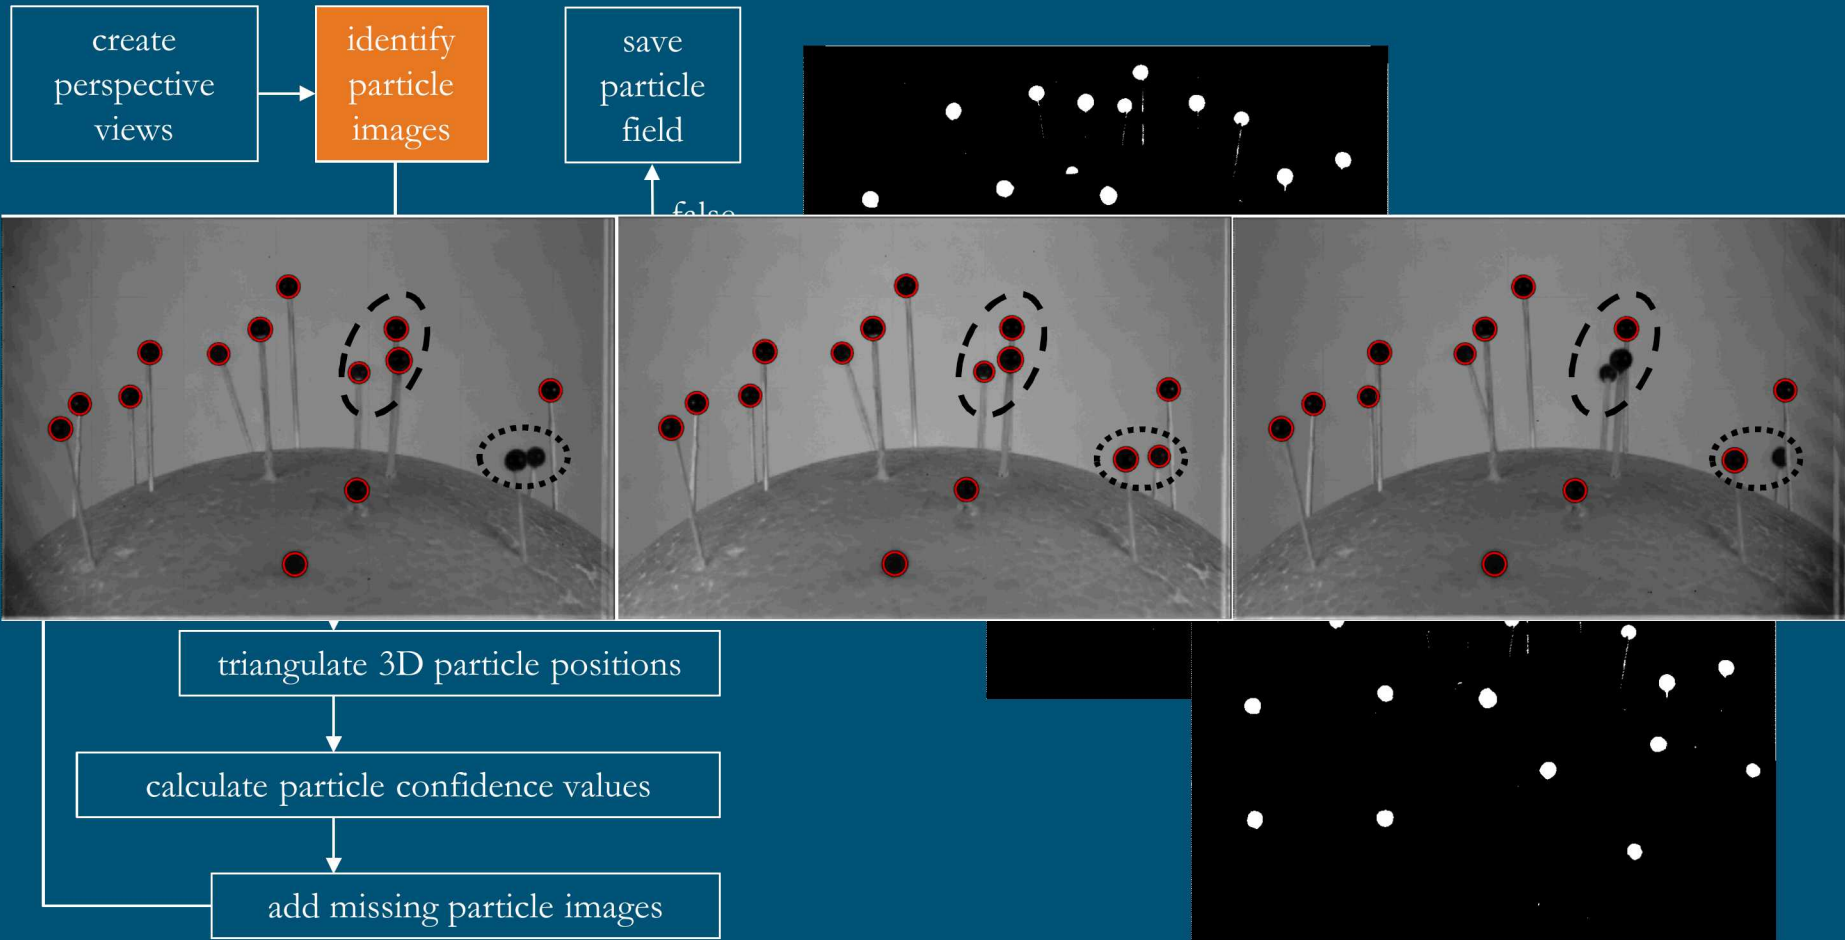 create
perspective
views
identify
particle
images
save
particle
field
false
triangulate 3D particle positions
calculate particle confidence values
add missing particle images